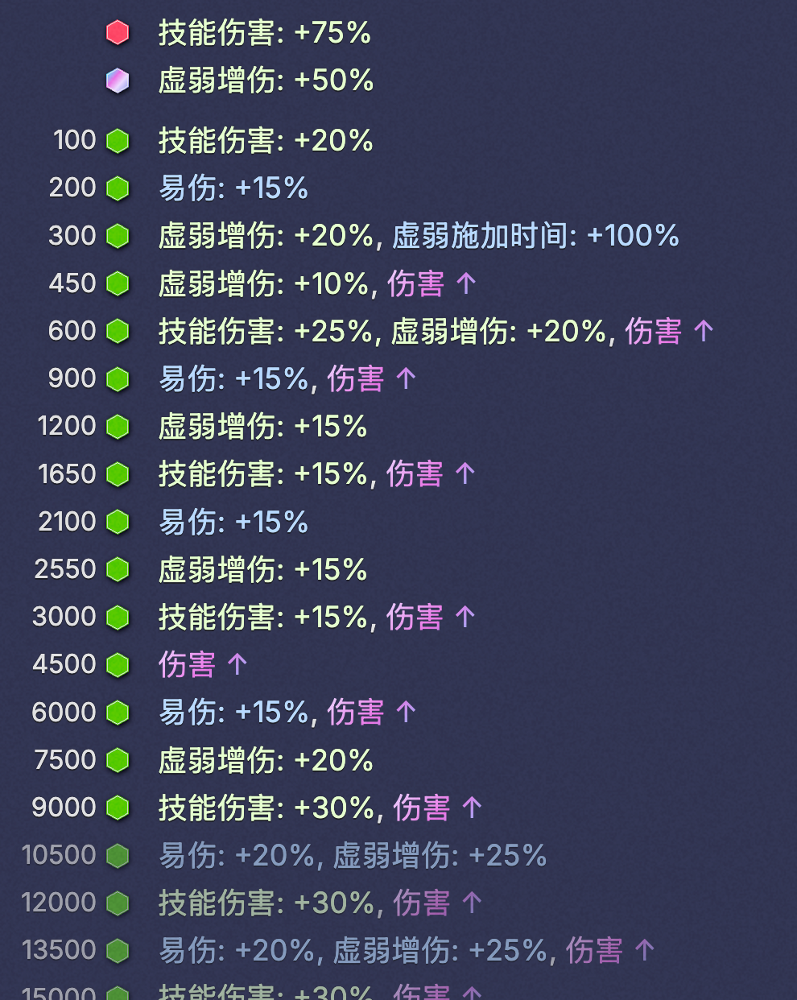 技能伤害: +75%
虚弱增伤: +50%
100 技能伤害: +20%
200 易伤: +15%
300 虚弱增伤: +20%, 虚弱施加时间: +100%
450 虚弱增伤: +10%, 伤害 ↑
600 技能伤害: +25%, 虚弱增伤: +20%, 伤害 ↑
900 易伤: +15%, 伤害 ↑
1200 虚弱增伤: +15%
1650 技能伤害: +15%, 伤害 ↑
2100 易伤: +15%
2550 虚弱增伤: +15%
3000 技能伤害: +15%, 伤害 ↑
4500 伤害 ↑
6000 易伤: +15%, 伤害 ↑
7500 虚弱增伤: +20%
9000 技能伤害: +30%, 伤害 ↑
10500 易伤: +20%, 虚弱增伤: +25%
12000 技能伤害: +30%, 伤害 ↑
13500 易伤: +20%, 虚弱增伤: +25%, 伤害 ↑
15000 技能伤害: +30%, 伤害 ↑